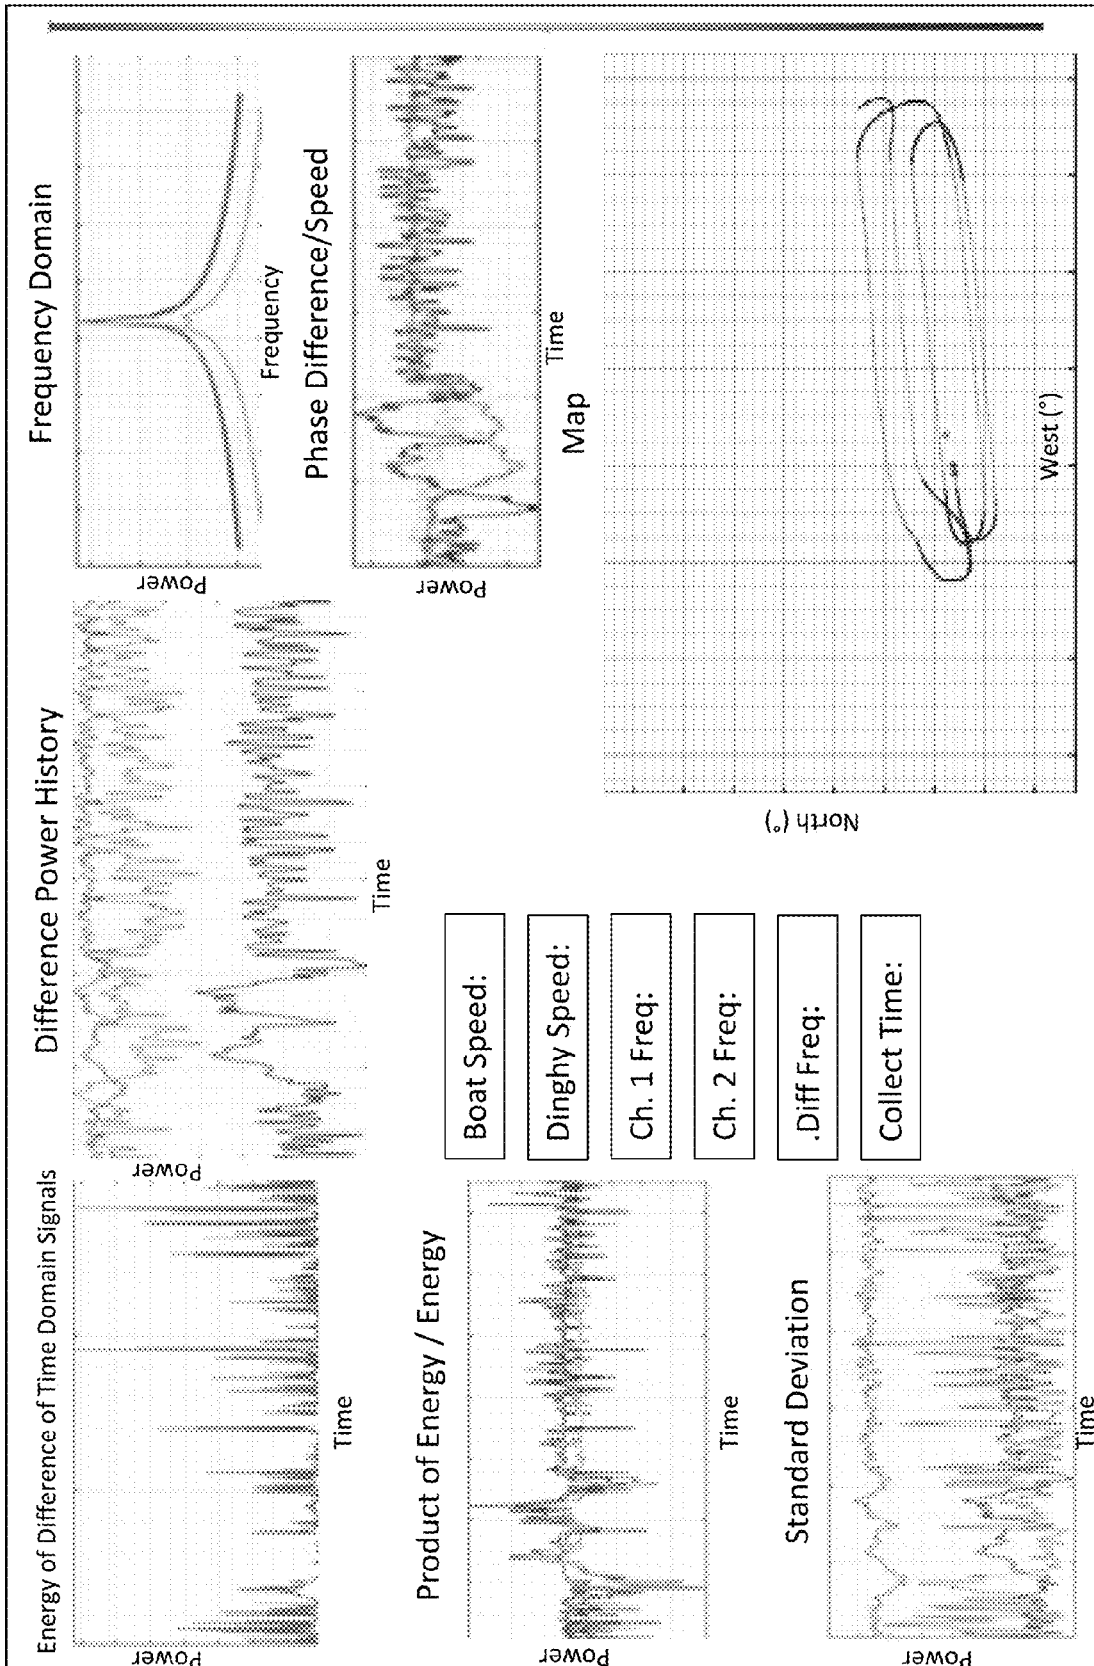 Energy of Difference of Time Domain Signals
Power
Time
Difference Power History
Power
Time
Frequency Domain
Power
Frequency
Product of Energy / Energy
Power
Time
Boat Speed:
Dinghy Speed:
Ch. 1 Freq:
Ch. 2 Freq:
.Diff Freq:
Collect Time:
Phase Difference/Speed
Power
Time
Standard Deviation
Power
Time
Map
North (°)
West (°)